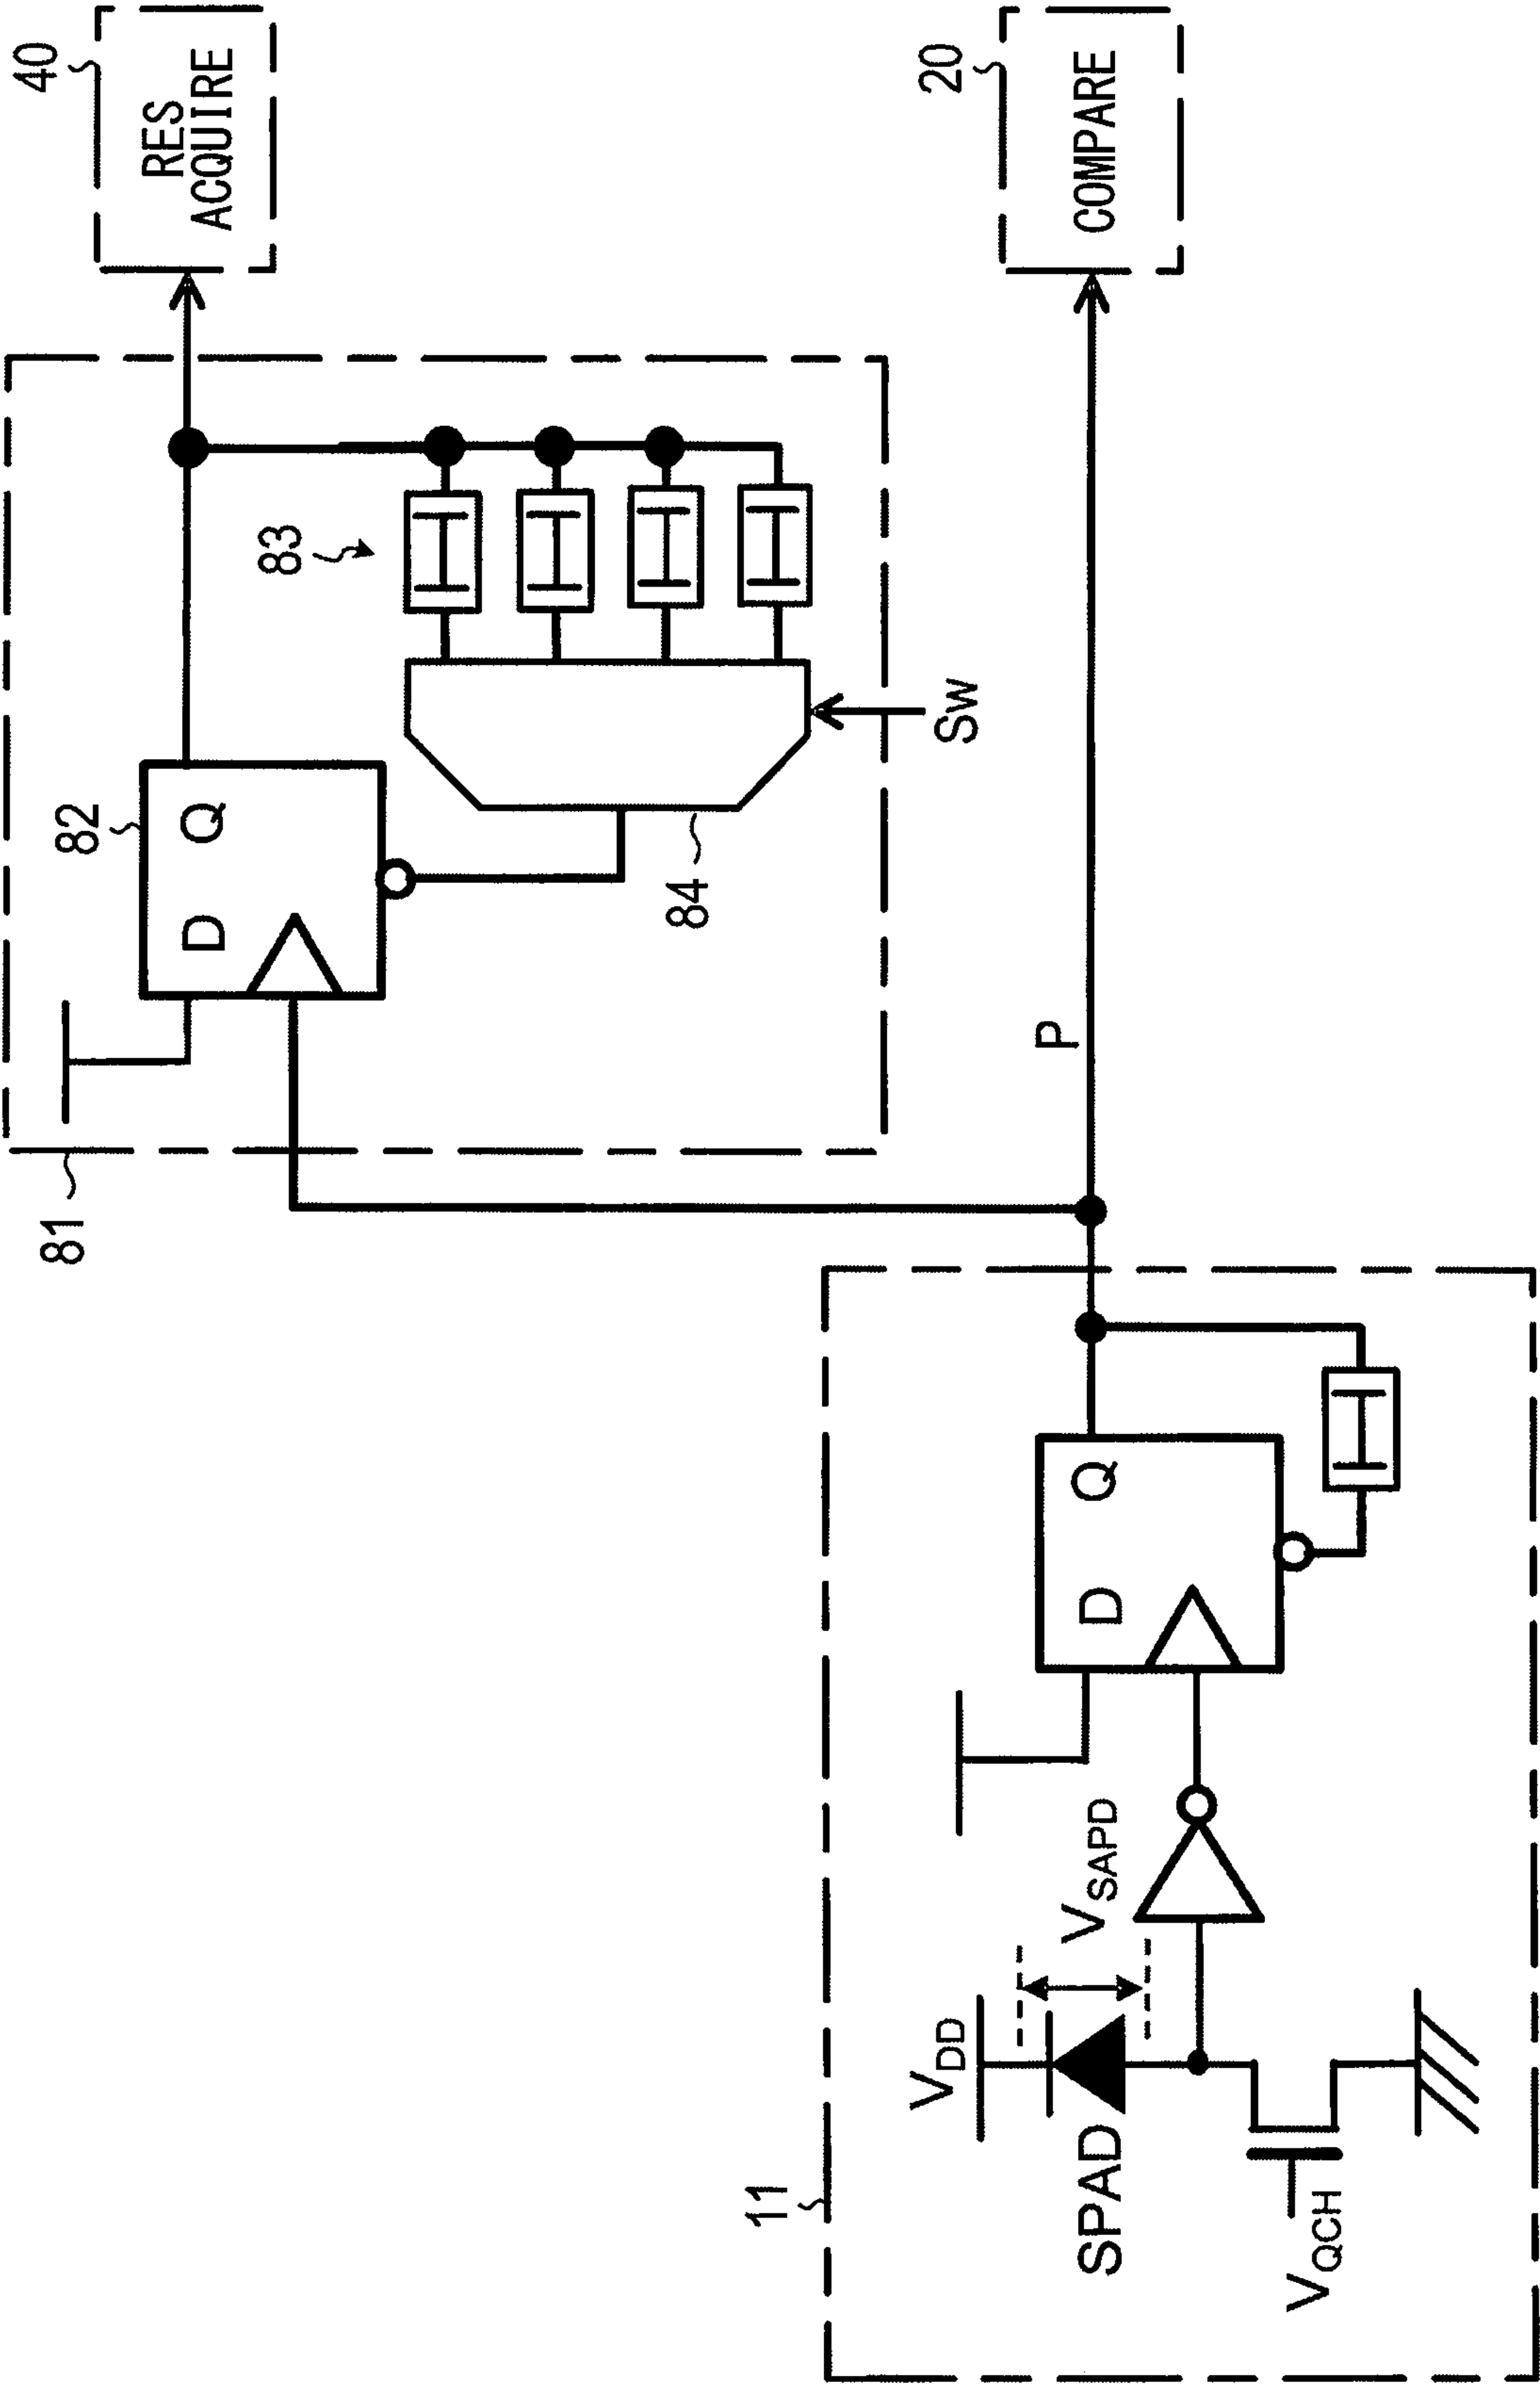 81
82
D Q
83
84
Sw
40
RES
ACQUIRE
11
VDD
SPAD
VSAPD
VQCH
D Q
P
20
COMPARE